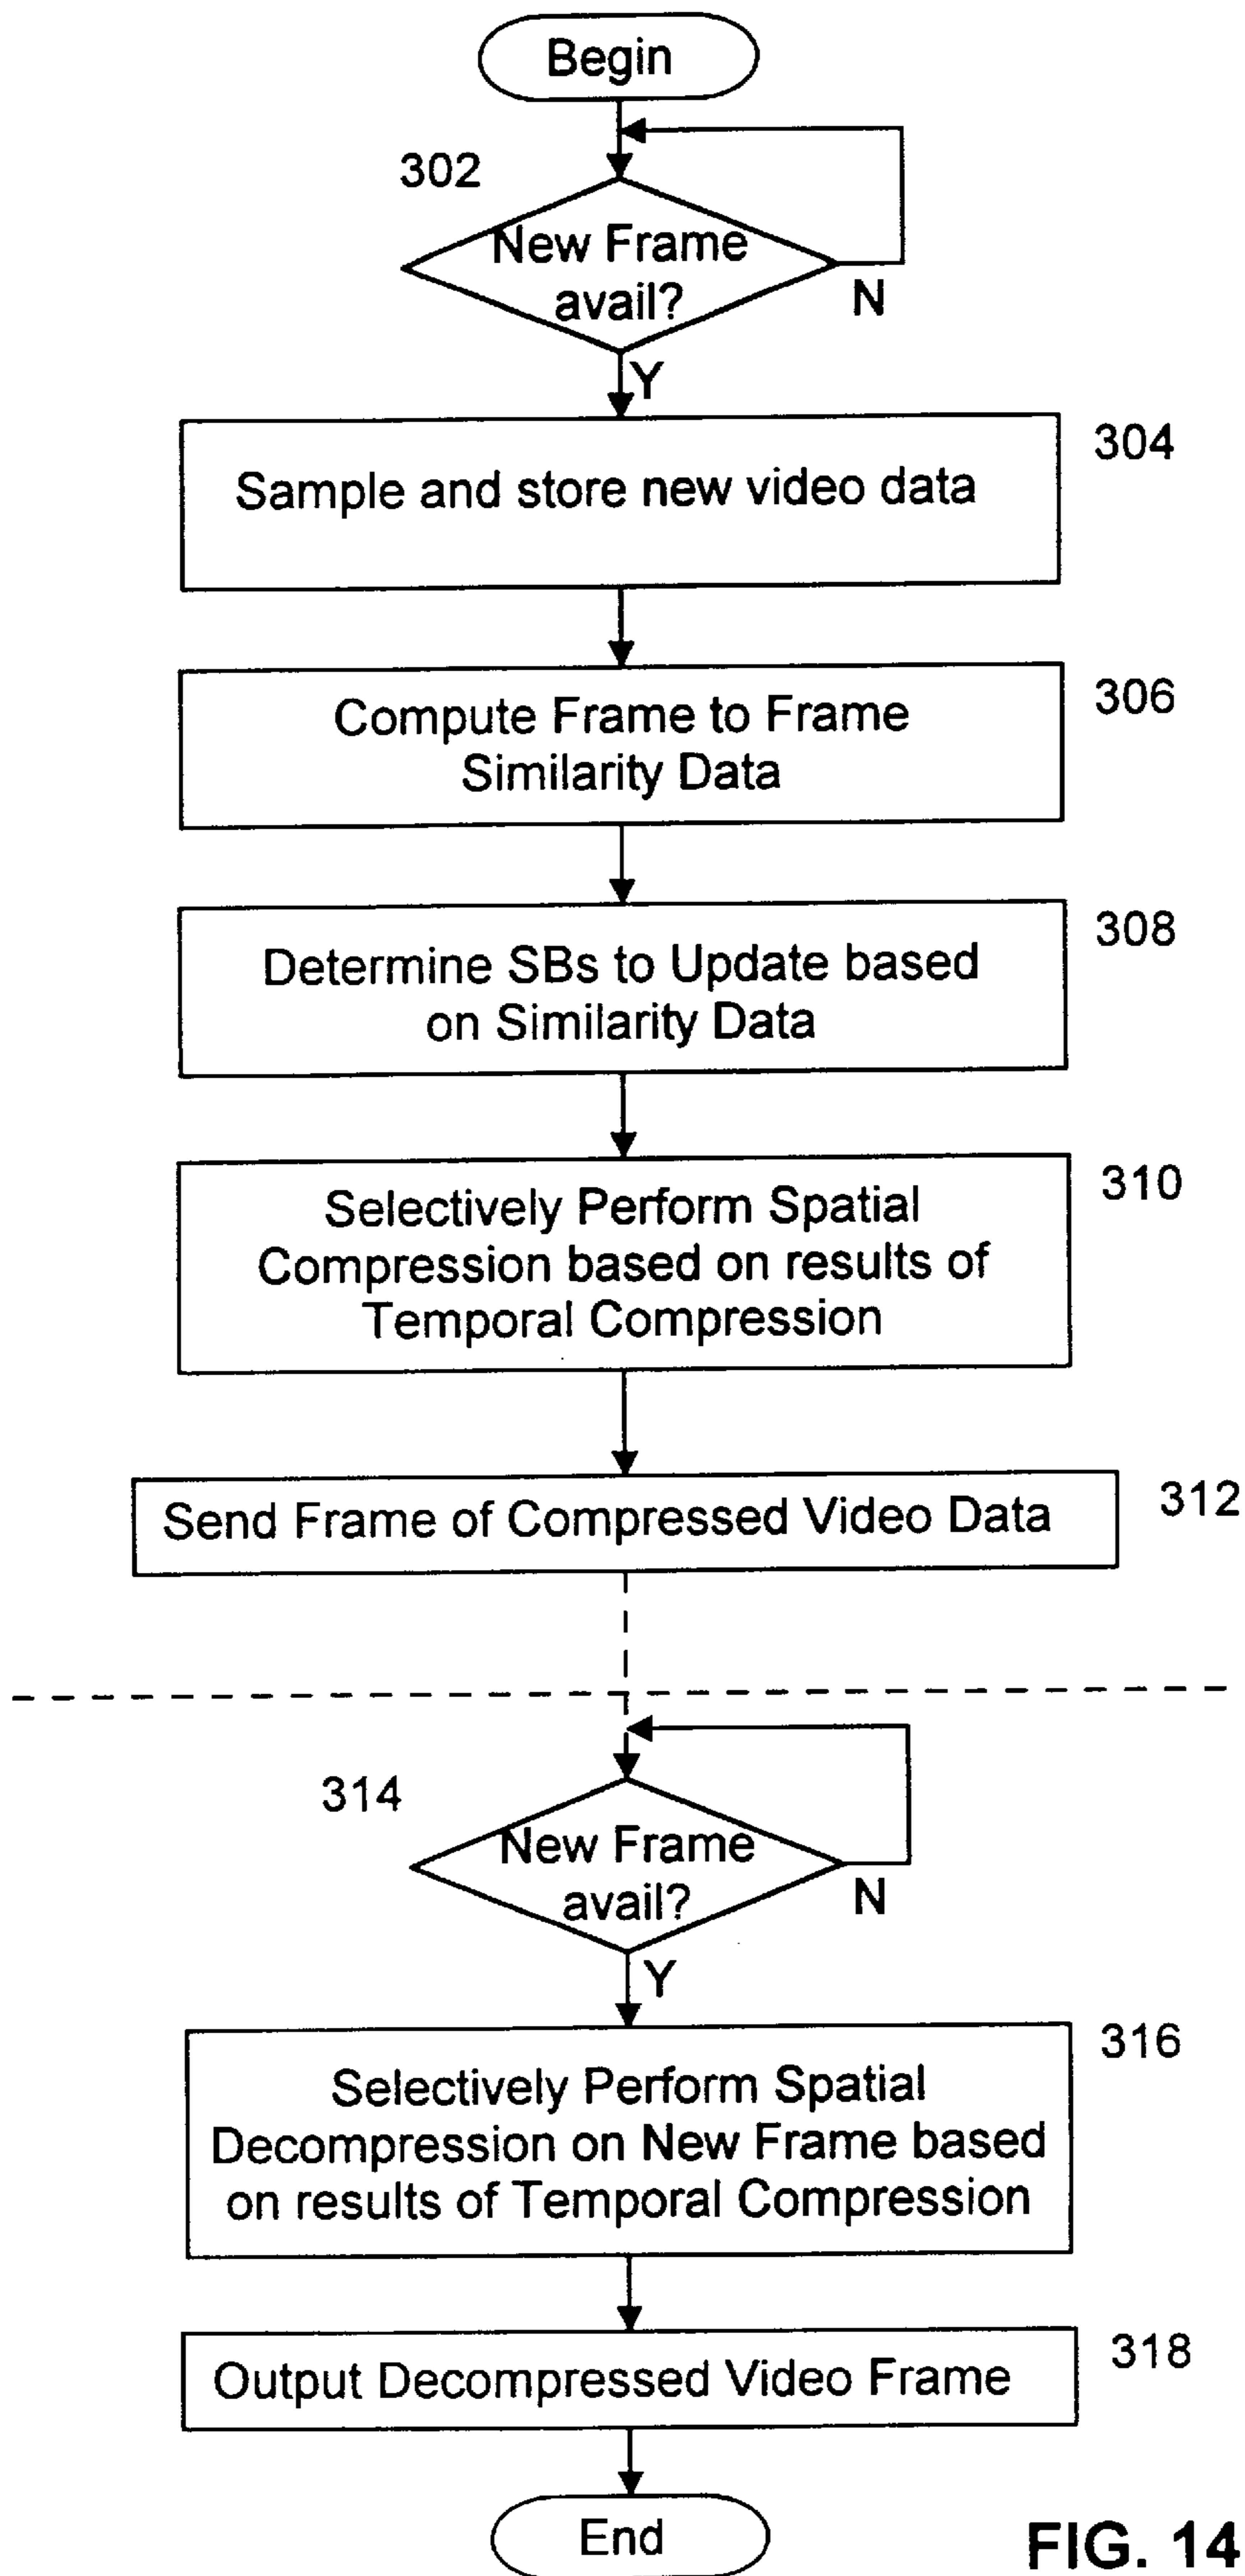 Begin
302
New Frame
avail?
N
Y
304
Sample and store new video data
306
Compute Frame to Frame
Similarity Data
308
Determine SBs to Update based
on Similarity Data
310
Selectively Perform Spatial
Compression based on results of
Temporal Compression
312
Send Frame of Compressed Video Data
314
New Frame
avail?
N
Y
316
Selectively Perform Spatial
Decompression on New Frame based
on results of Temporal Compression
318
Output Decompressed Video Frame
End
FIG. 14